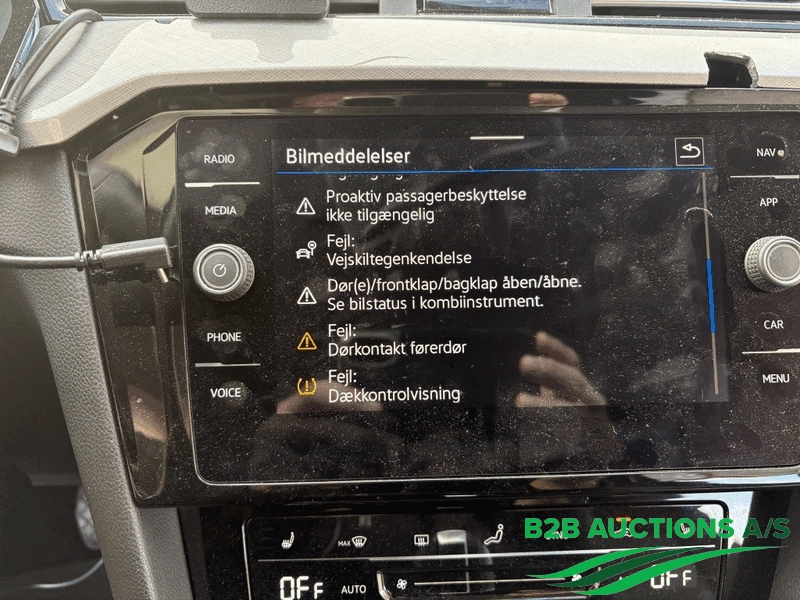 RADIO
MEDIA
PHONE
VOICE
Bilmeddelelser
Proaktiv passagerbeskyttelse
ikke tilgængelig
Fejl:
Vejskiltegenkendelse
Dør(e)/frontklap/bagklap åben/åbne.
Se bilstatus i kombiinstrument.
Fejl:
Dørkontakt førerdør
Fejl:
Dækkontrolvisning
NAV
APP
CAR
MENU
MAX
OFF
AUTO
OFF
B2B AUCTIONS A/S